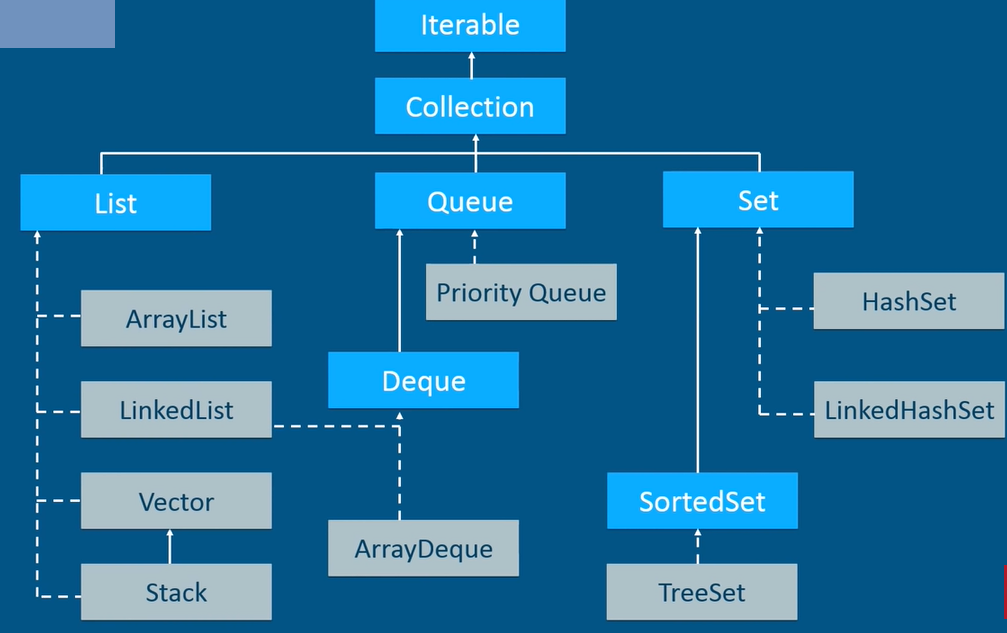 Iterable
Collection
List
Queue
Set
Priority Queue
HashSet
ArrayList
Deque
LinkedList
LinkedHashSet
Vector
SortedSet
ArrayDeque
Stack
TreeSet